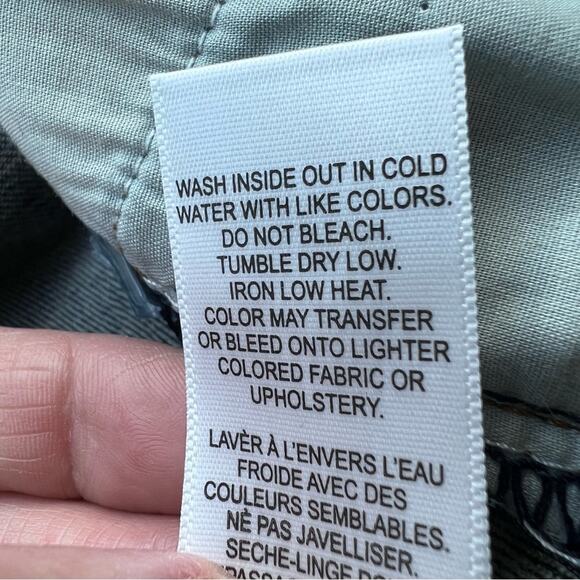 WASH INSIDE OUT IN COLD
WATER WITH LIKE COLORS.
DO NOT BLEACH.
TUMBLE DRY LOW.
IRON LOW HEAT.
COLOR MAY TRANSFER
OR BLEED ONTO LIGHTER
COLORED FABRIC OR
UPHOLSTERY.
LAVÈR À L'ENVERS L'EAU
FROIDE AVEC DES
COULEURS SEMBLABLES.
NÈ PAS JAVELLISER.
SECHE-LINGE